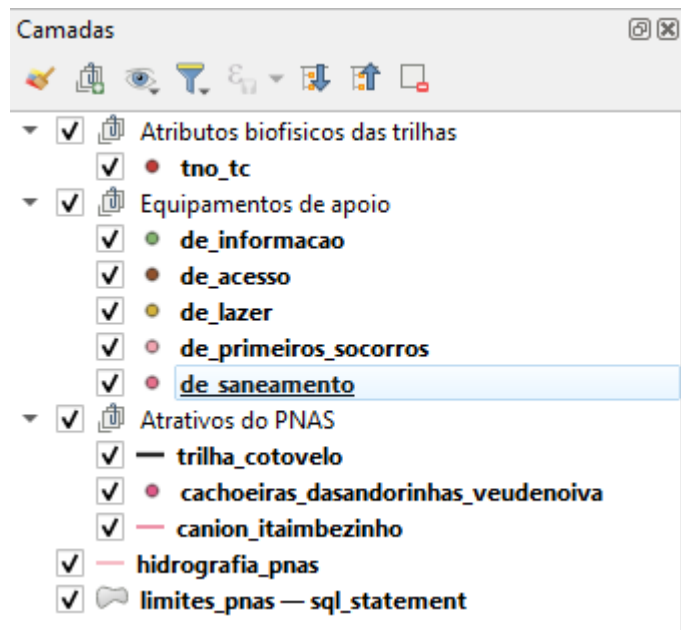 Camadas
Atributos biofisicos das trilhas
tno_tc
Equipamentos de apoio
de_informacao
de_acesso
de_lazer
de_primeiros_socorros
de_saneamento
Atrativos do PNAS
trilha_cotovelo
cachoeiras_dasandorinhas_veudenoiva
canion_itaimbezinho
hidrografia_pnas
limites_pnas — sql_statement